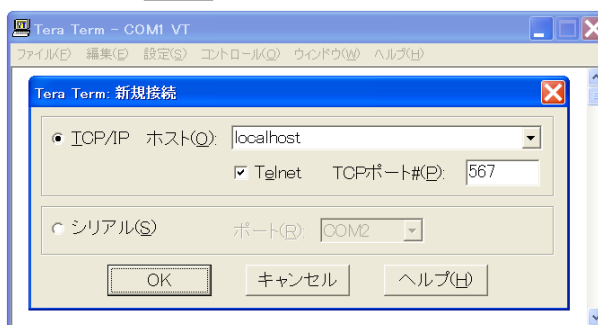 Tera Term - COM1 VT
ファイル(F) 編集(E) 設定(S) コントロール(O) ウィンドウ(W) ヘルプ(H)
Tera Term: 新規接続
TCP/IP ホスト(O): localhost
Telnet TCPポート#(P): 567
シリアル(S) ポート(R): COM2
OK キャンセル ヘルプ(H)